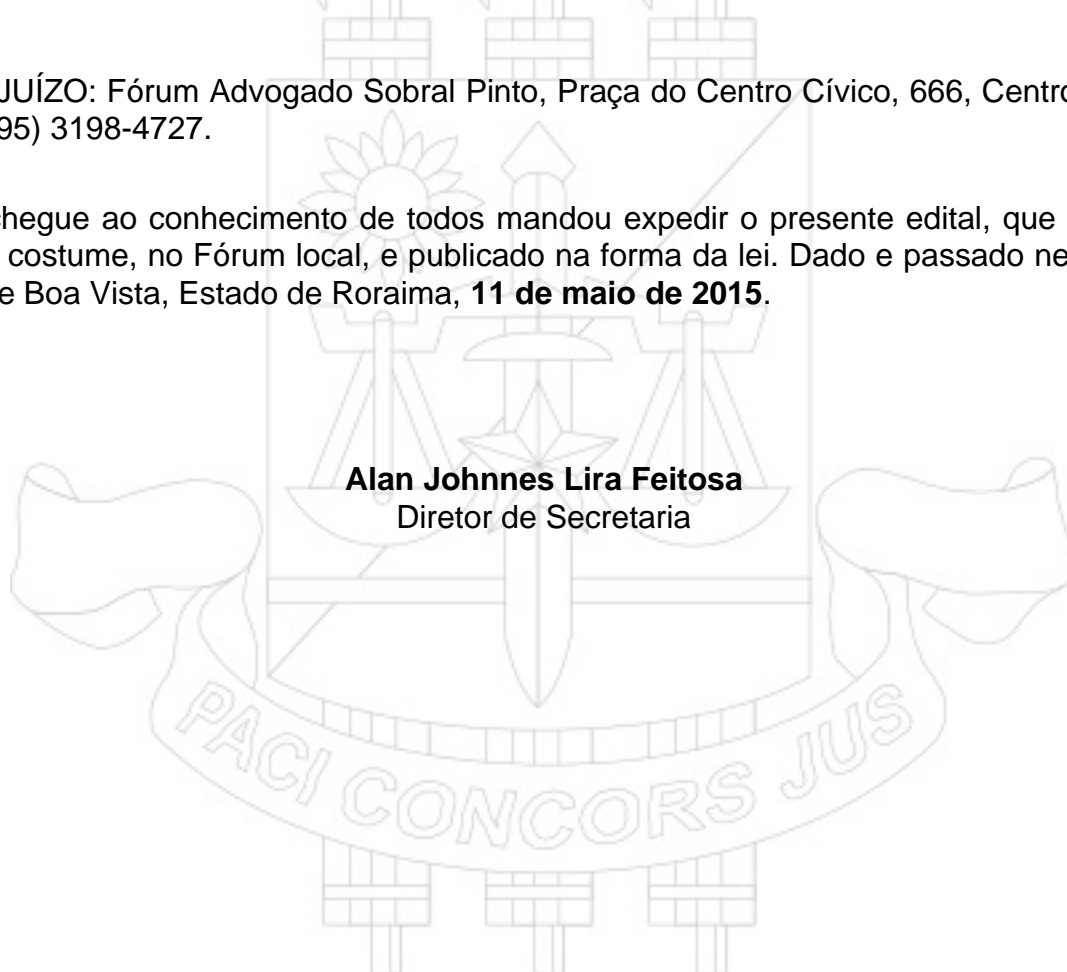 JUÍZO: Fórum Advogado Sobral Pinto, Praça do Centro Cívico, 666, Centro
95) 3198-4727.
chegue ao conhecimento de todos mandou expedir o presente edital, que
costume, no Fórum local, e publicado na forma da lei. Dado e passado ne
e Boa Vista, Estado de Roraima, 11 de maio de 2015.
Alan Johnnes Lira Feitosa
Diretor de Secretaria
PACI CONCORS JUS